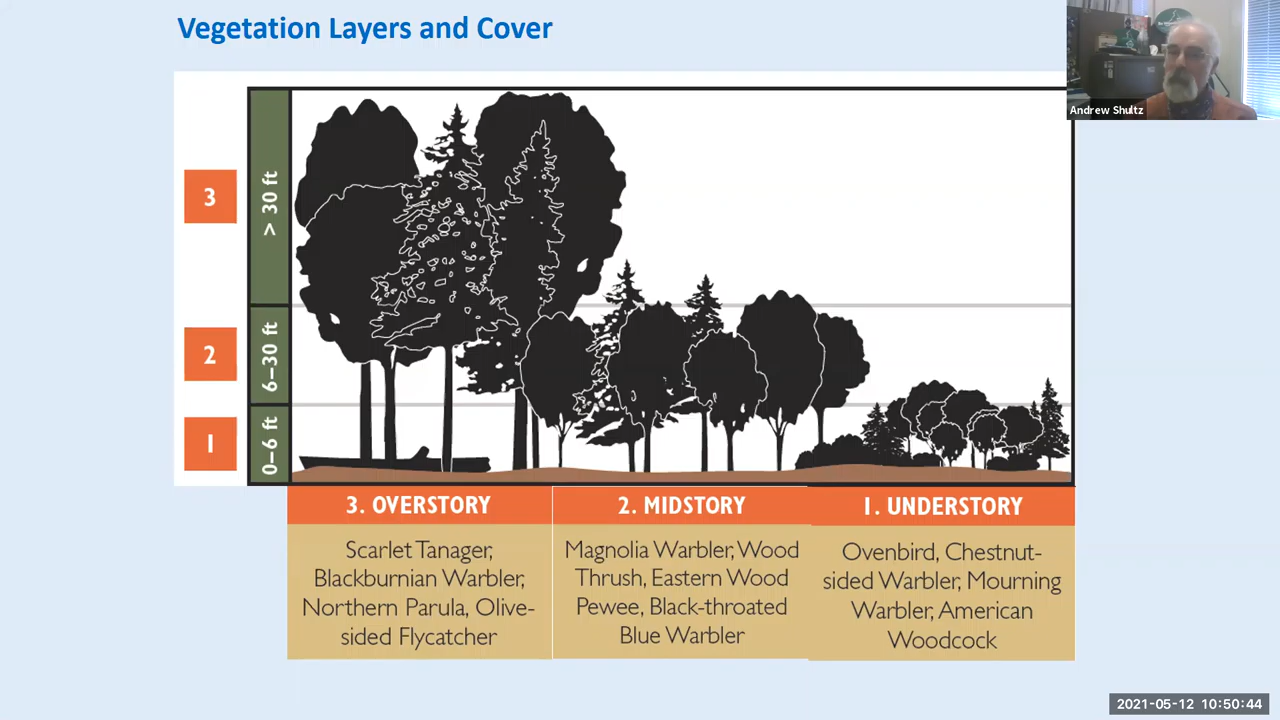 Vegetation Layers and Cover
Andrew Shultz
3
> 30 ft
2
6–30 ft
1
0–6 ft
3. OVERSTORY
2. MIDSTORY
1. UNDERSTORY
Scarlet Tanager,
Blackburnian Warbler,
Northern Parula, Olive-
sided Flycatcher
Magnolia Warbler, Wood
Thrush, Eastern Wood
Pewee, Black-throated
Blue Warbler
Ovenbird, Chestnut-
sided Warbler, Mourning
Warbler, American
Woodcock
2021-05-12 10:50:44